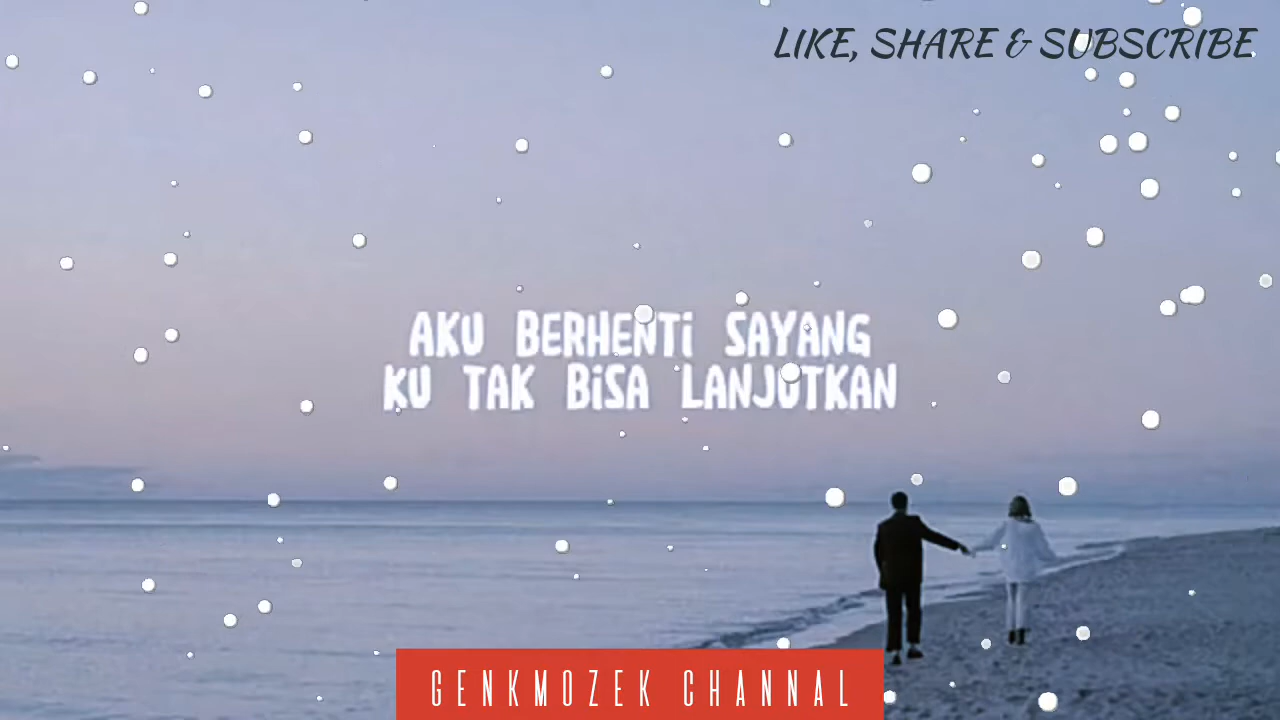 LIKE, SHARE & SUBSCRIBE
AKU BERHENTi SAYANG
KU TAK BiSA LANJUTKAN
GENKMOZEK CHANNAL